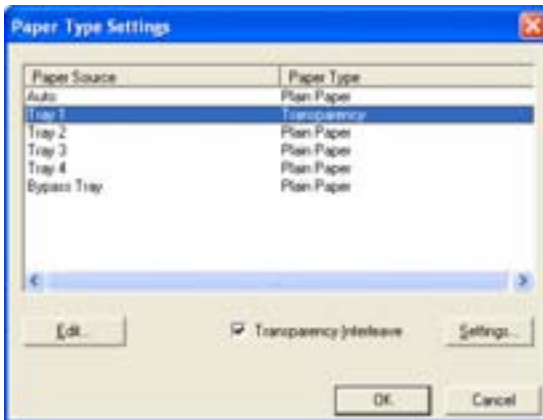 Paper Type Settings
Paper Source Paper Type
Auto Plain Paper
Tray 1 Transparency
Tray 2 Plain Paper
Tray 3 Plain Paper
Tray 4 Plain Paper
Bypass Tray Plain Paper
Edit... Transparency Interleave Settings...
OK Cancel